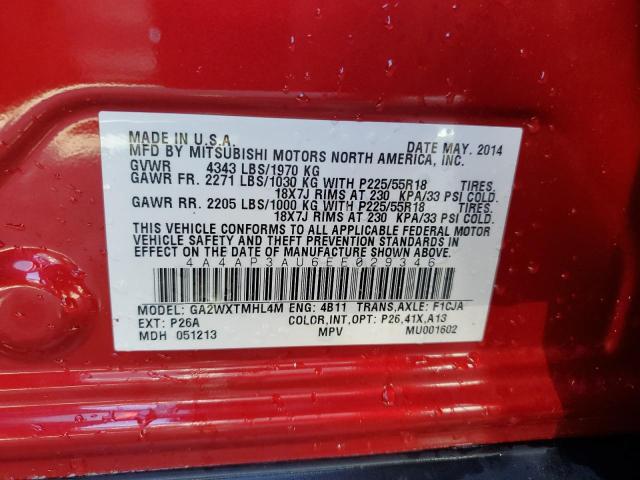 MADE IN U.S.A. DATE MAY. 2014
MFD BY MITSUBISHI MOTORS NORTH AMERICA, INC.
GVWR 4343 LBS/1970 KG
GAWR FR. 2271 LBS/1030 KG WITH P225/55R18 TIRES.
18X7J RIMS AT 230 KPA/33 PSI COLD.
GAWR RR. 2205 LBS/1000 KG WITH P225/55R18 TIRES.
18X7J RIMS AT 230 KPA/33 PSI COLD.
THIS VEHICLE CONFORMS TO ALL APPLICABLE FEDERAL MOTOR
VEHICLE SAFETY AND THEFT PREVENTION STANDARDS IN
EFFECT ON THE DATE OF MANUFACTURE SHOWN ABOVE.
4A4AP3AU6EE029346
MODEL: GA2WXTMHL4M ENG: 4B11 TRANS,AXLE: F1CJA
EXT: P26A COLOR,INT,OPT: P26,41X,A13
MDH 051213 MPV MU001602